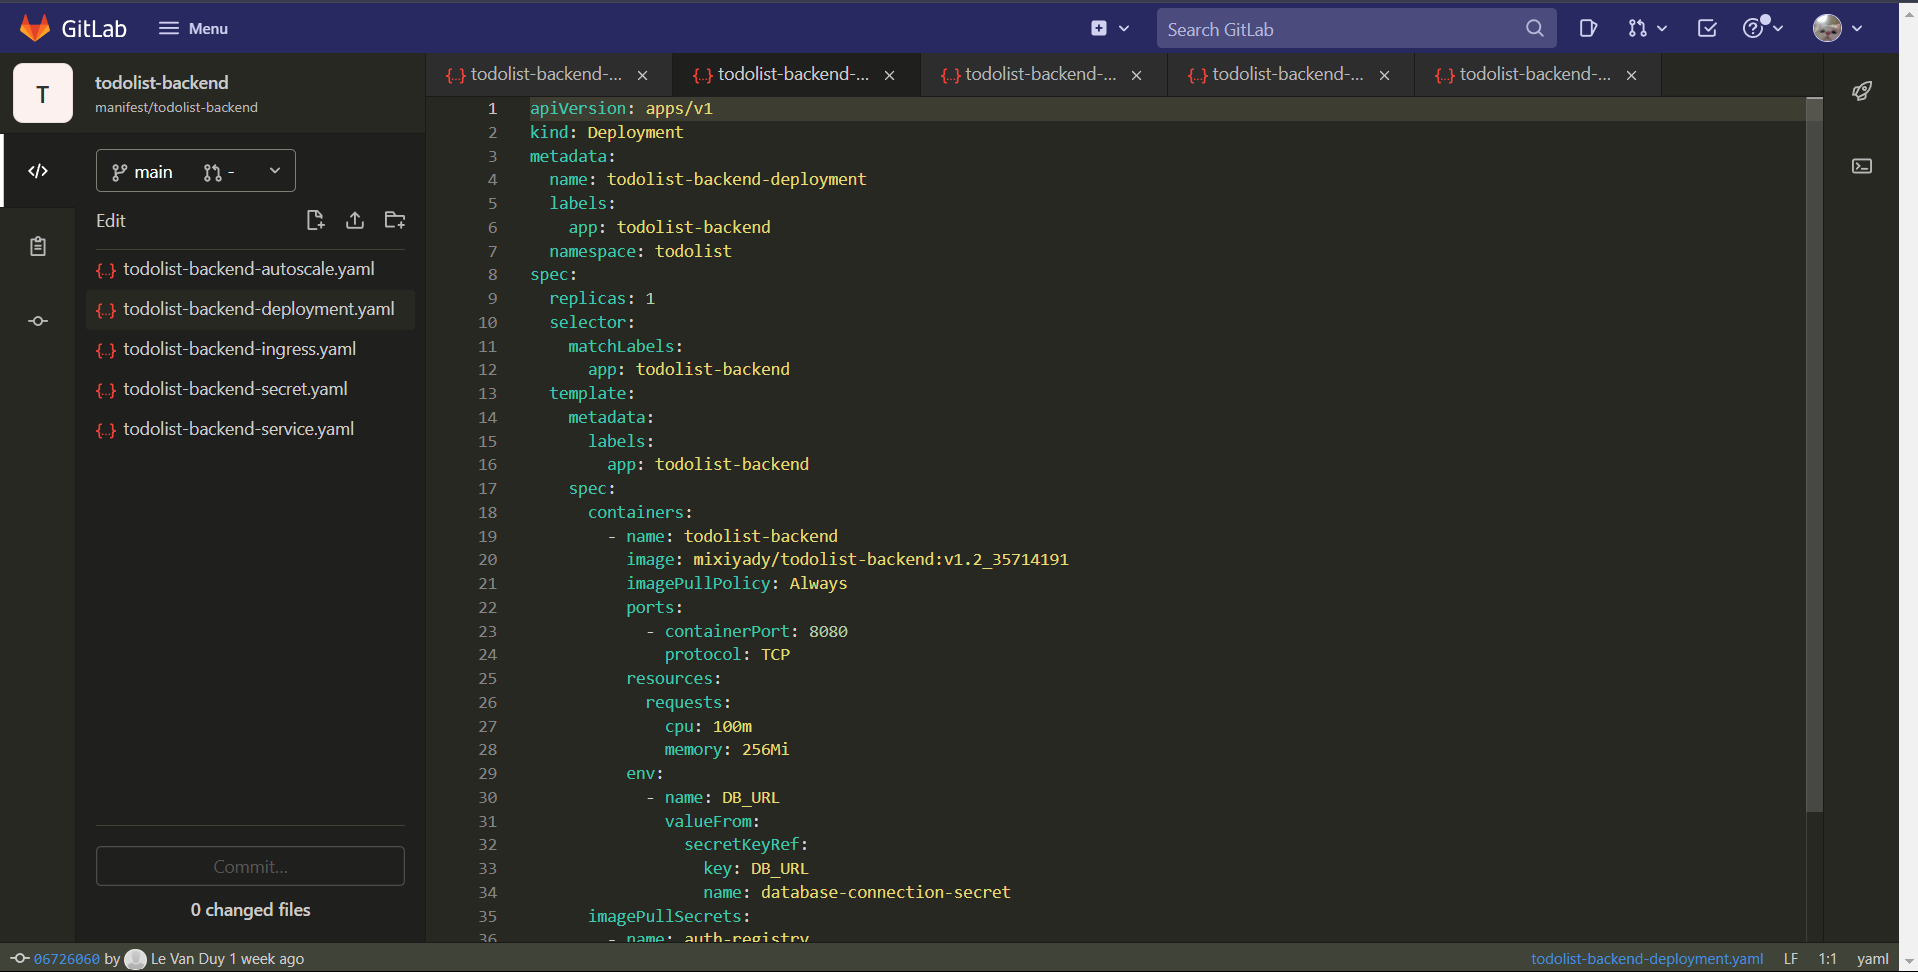 GitLab
Menu
Search GitLab
T
todolist-backend
manifest/todolist-backend
main
-
Edit
todolist-backend-autoscale.yaml
todolist-backend-deployment.yaml
todolist-backend-ingress.yaml
todolist-backend-secret.yaml
todolist-backend-service.yaml
Commit...
0 changed files
{..} todolist-backend-... × {..} todolist-backend-... × {..} todolist-backend-... × {..} todolist-backend-... × {..} todolist-backend-... ×
1 apiVersion: apps/v1
2 kind: Deployment
3 metadata:
4   name: todolist-backend-deployment
5   labels:
6     app: todolist-backend
7   namespace: todolist
8 spec:
9   replicas: 1
10   selector:
11     matchLabels:
12       app: todolist-backend
13   template:
14     metadata:
15       labels:
16         app: todolist-backend
17     spec:
18       containers:
19         - name: todolist-backend
20           image: mixiyady/todolist-backend:v1.2_35714191
21           imagePullPolicy: Always
22           ports:
23             - containerPort: 8080
24               protocol: TCP
25           resources:
26             requests:
27               cpu: 100m
28               memory: 256Mi
29           env:
30             - name: DB_URL
31               valueFrom:
32                 secretKeyRef:
33                   key: DB_URL
34                   name: database-connection-secret
35       imagePullSecrets:
36         - name: auth-registry
06726060 by Le Van Duy 1 week ago
todolist-backend-deployment.yaml LF 1:1 yaml